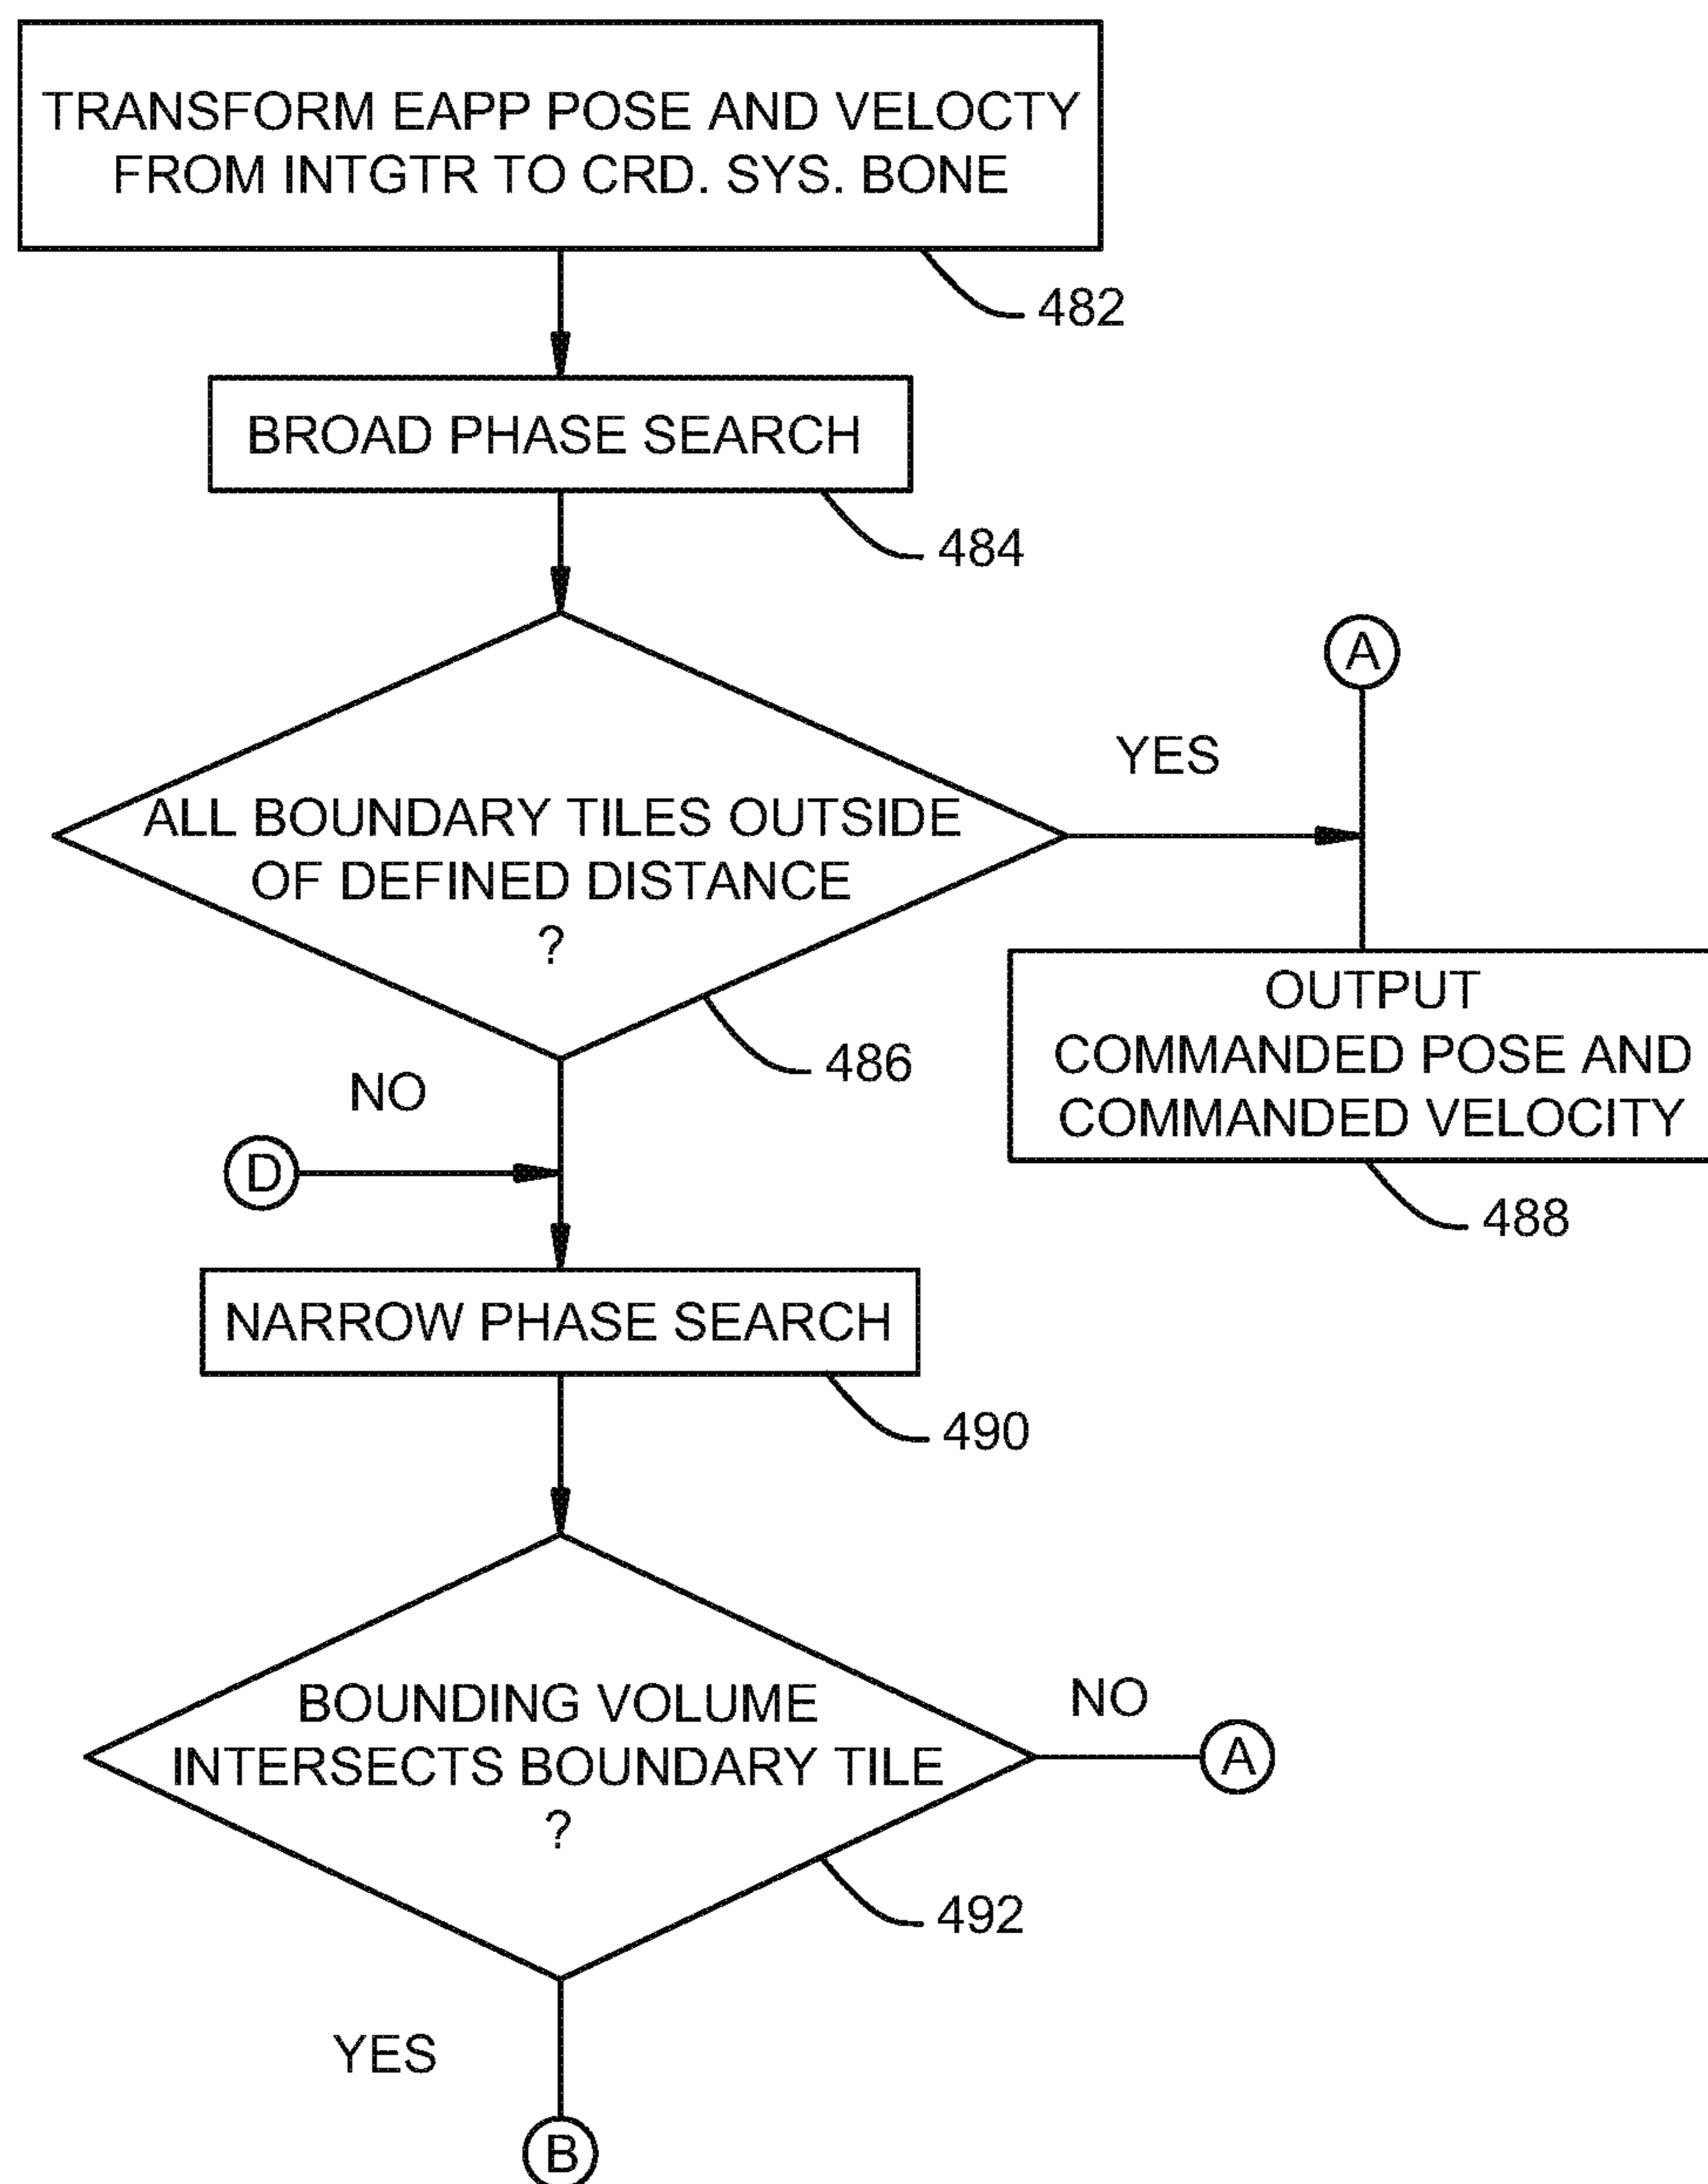 TRANSFORM EAPP POSE AND VELOCTY
FROM INTGTR TO CRD. SYS. BONE
482
BROAD PHASE SEARCH
484
ALL BOUNDARY TILES OUTSIDE
OF DEFINED DISTANCE
?
486
YES
A
OUTPUT
COMMANDED POSE AND
COMMANDED VELOCITY
488
NO
D
NARROW PHASE SEARCH
490
BOUNDING VOLUME
INTERSECTS BOUNDARY TILE
?
492
NO
A
YES
B